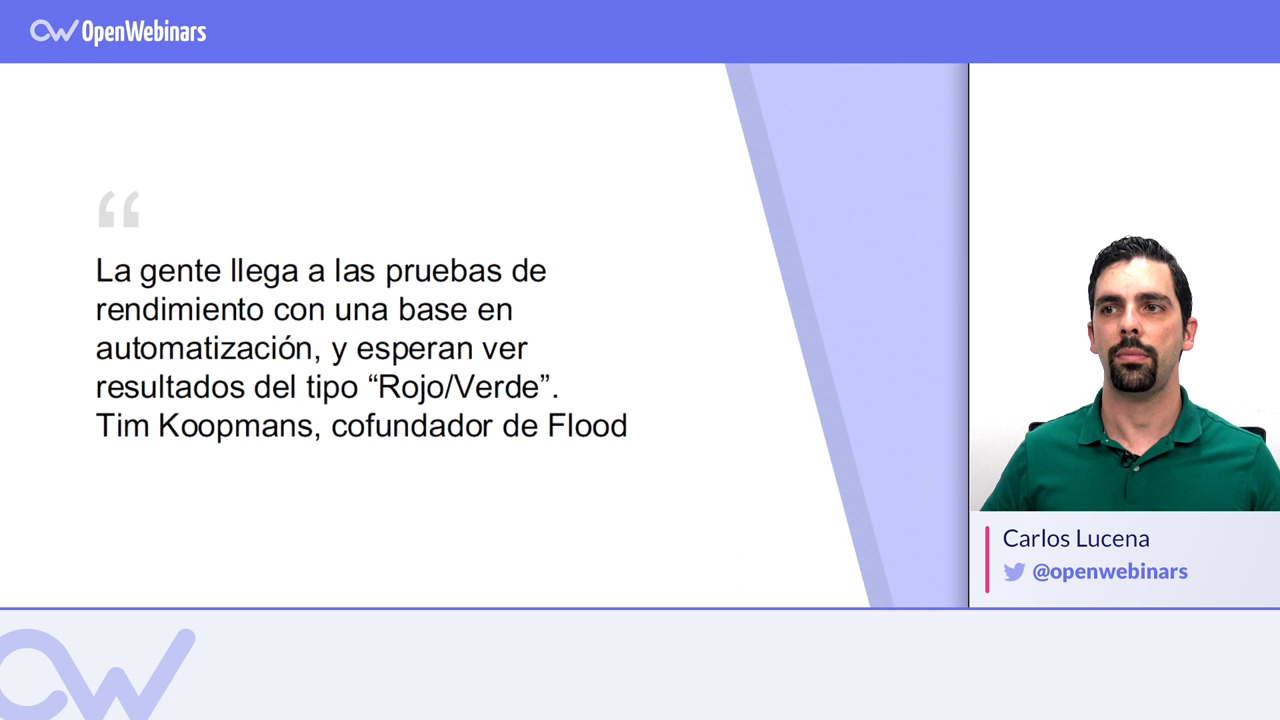 OpenWebinars
“
La gente llega a las pruebas de
rendimiento con una base en
automatización, y esperan ver
resultados del tipo “Rojo/Verde”.
Tim Koopmans, cofundador de Flood
Carlos Lucena
@openwebinars